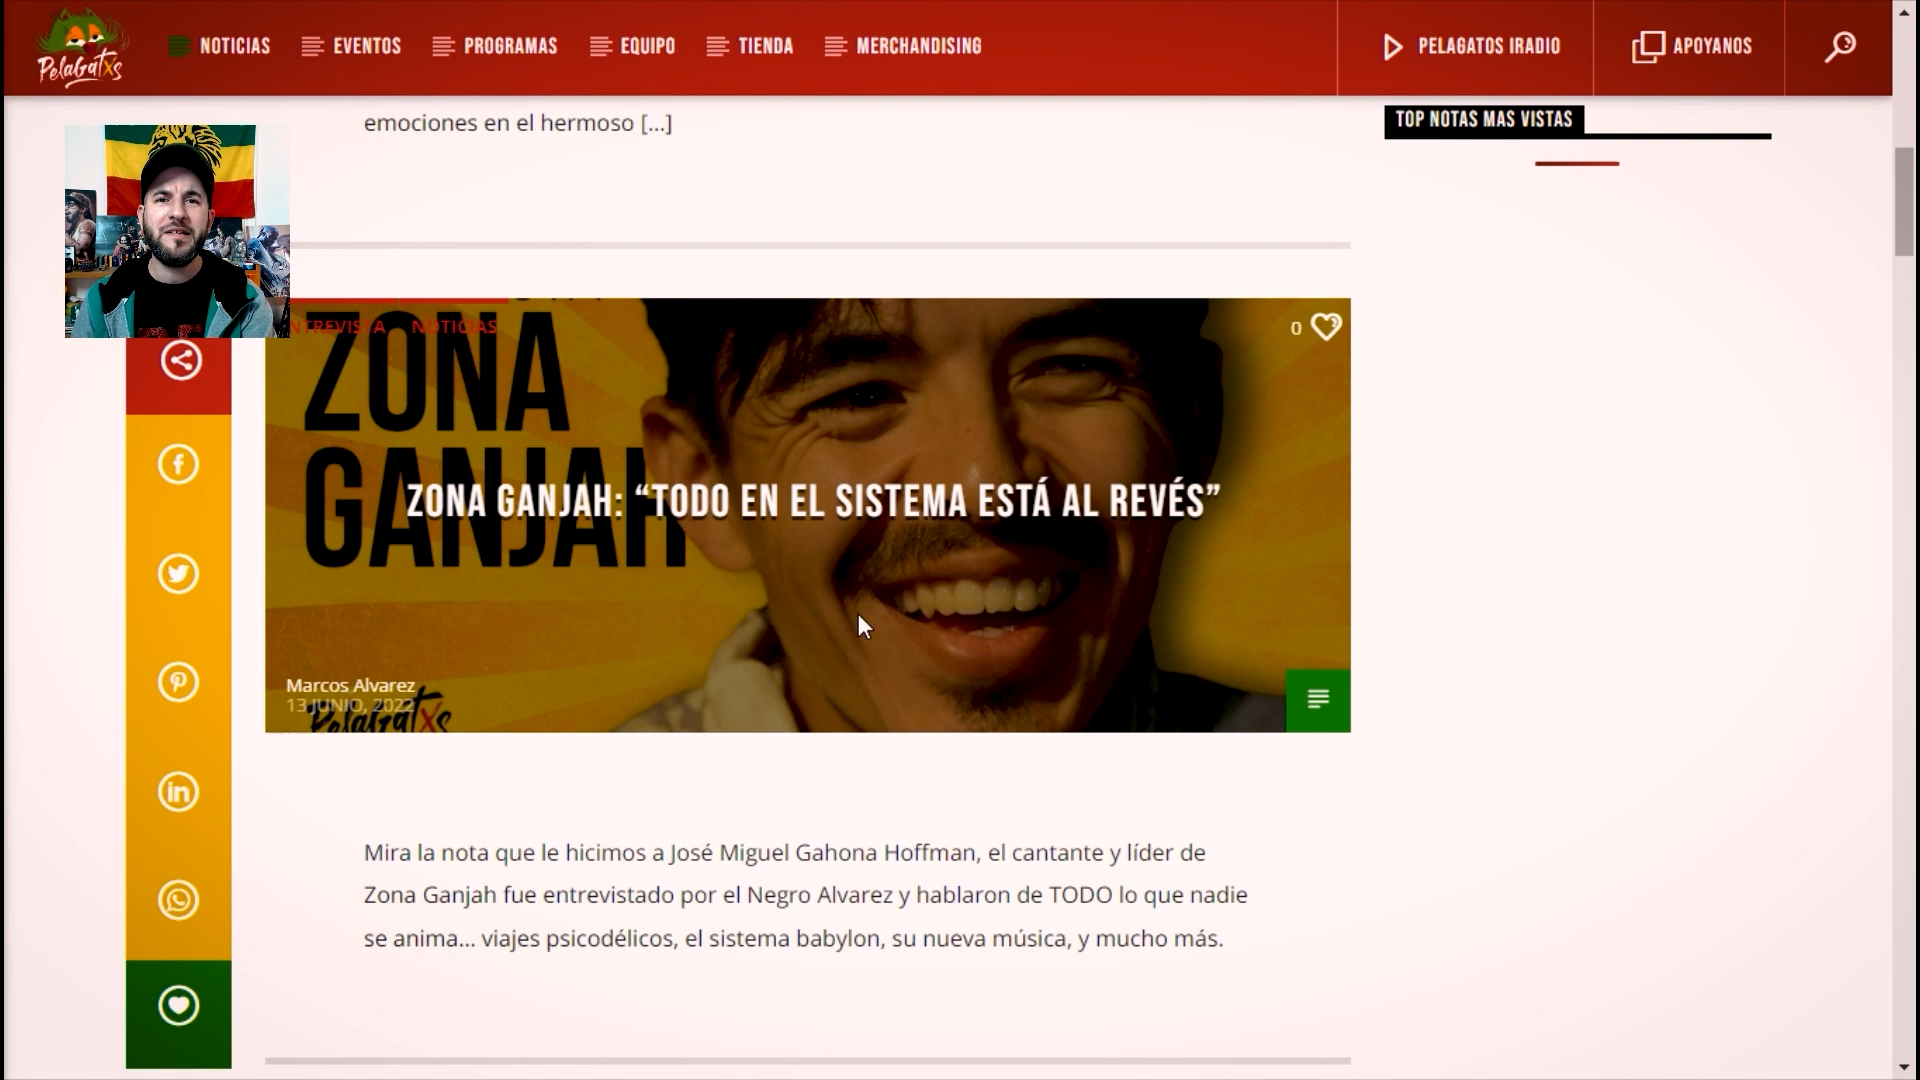 PelaGatxs
NOTICIAS
EVENTOS
PROGRAMAS
EQUIPO
TIENDA
MERCHANDISING
PELAGATOS IRADIO
APOYANOS
emociones en el hermoso [...]
TOP NOTAS MAS VISTAS
NTREVISTA NOTICIAS
0
ZONA
GANJAH
ZONA GANJAH: “TODO EN EL SISTEMA ESTÁ AL REVÉS”
Marcos Alvarez
13 JUNIO, 2022
PelaGatxs
Mira la nota que le hicimos a José Miguel Gahona Hoffman, el cantante y líder de
Zona Ganjah fue entrevistado por el Negro Alvarez y hablaron de TODO lo que nadie
se anima... viajes psicodélicos, el sistema babylon, su nueva música, y mucho más.